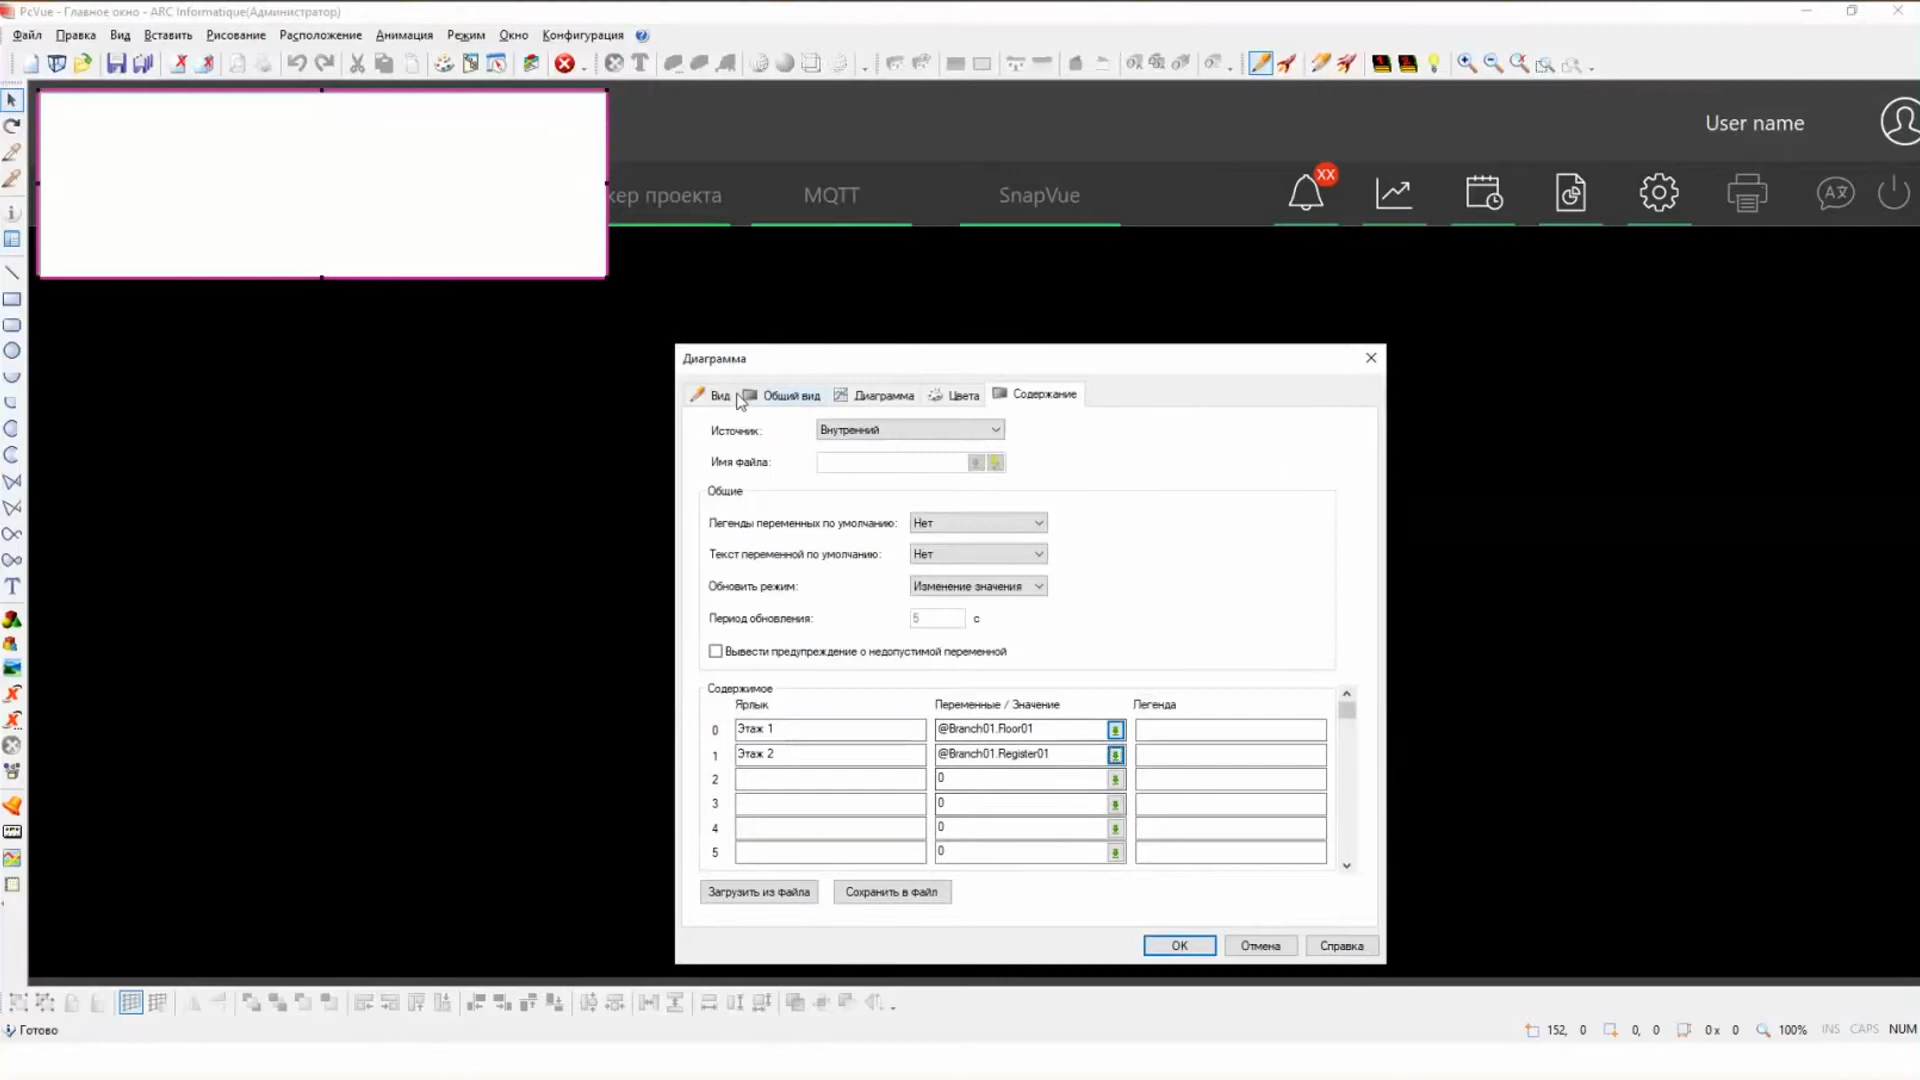 PcVue - Главное окно - ARC Informatique(Администратор)
Файл Правка Вид Вставить Рисование Расположение Анимация Режим Окно Конфигурация
User name
кер проекта MQTT SnapVue XX
Диаграмма
Вид Общий вид Диаграмма Цвета Содержание
Источник: Внутренний
Имя файла:
Общие
Легенды переменных по умолчанию: Нет
Текст переменной по умолчанию: Нет
Обновить режим: Изменение значения
Период обновления: 5 с
Вывести предупреждение о недопустимой переменной
Содержимое
Ярлык Переменные / Значение Легенда
0 Этаж 1 @Branch01.Floor01
1 Этаж 2 @Branch01.Register01
2 0
3 0
4 0
5 0
Загрузить из файла Сохранить в файл
OK Отмена Справка
Готово 152, 0 0, 0 0 x 0 100% INS CAPS NUM